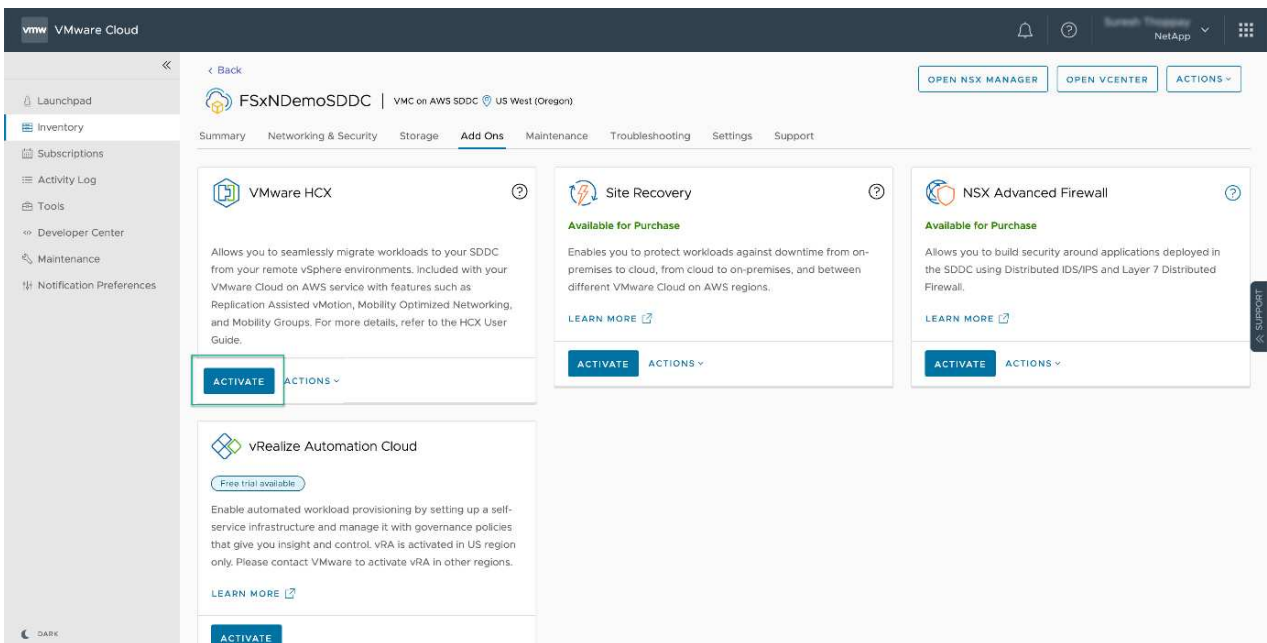 vmw VMware Cloud
NetApp
Launchpad
Inventory
Subscriptions
Activity Log
Tools
Developer Center
Maintenance
Notification Preferences
DARK
Back
OPEN NSX MANAGER OPEN VCENTER ACTIONS
FSxNDemoSDDC | VMC on AWS SDDC US West (Oregon)
Summary Networking & Security Storage Add Ons Maintenance Troubleshooting Settings Support
VMware HCX
Allows you to seamlessly migrate workloads to your SDDC
from your remote vSphere environments. Included with your
VMware Cloud on AWS service with features such as
Replication Assisted vMotion, Mobility Optimized Networking,
and Mobility Groups. For more details, refer to the HCX User
Guide.
ACTIVATE ACTIONS
Site Recovery
Available for Purchase
Enables you to protect workloads against downtime from on-
premises to cloud, from cloud to on-premises, and between
different VMware Cloud on AWS regions.
LEARN MORE
ACTIVATE ACTIONS
NSX Advanced Firewall
Available for Purchase
Allows you to build security around applications deployed in
the SDDC using Distributed IDS/IPS and Layer 7 Distributed
Firewall.
LEARN MORE
ACTIVATE ACTIONS
SUPPORT
vRealize Automation Cloud
Free trial available
Enable automated workload provisioning by setting up a self-
service infrastructure and manage it with governance policies
that give you insight and control. vRA is activated in US region
only. Please contact VMware to activate vRA in other regions.
LEARN MORE
ACTIVATE